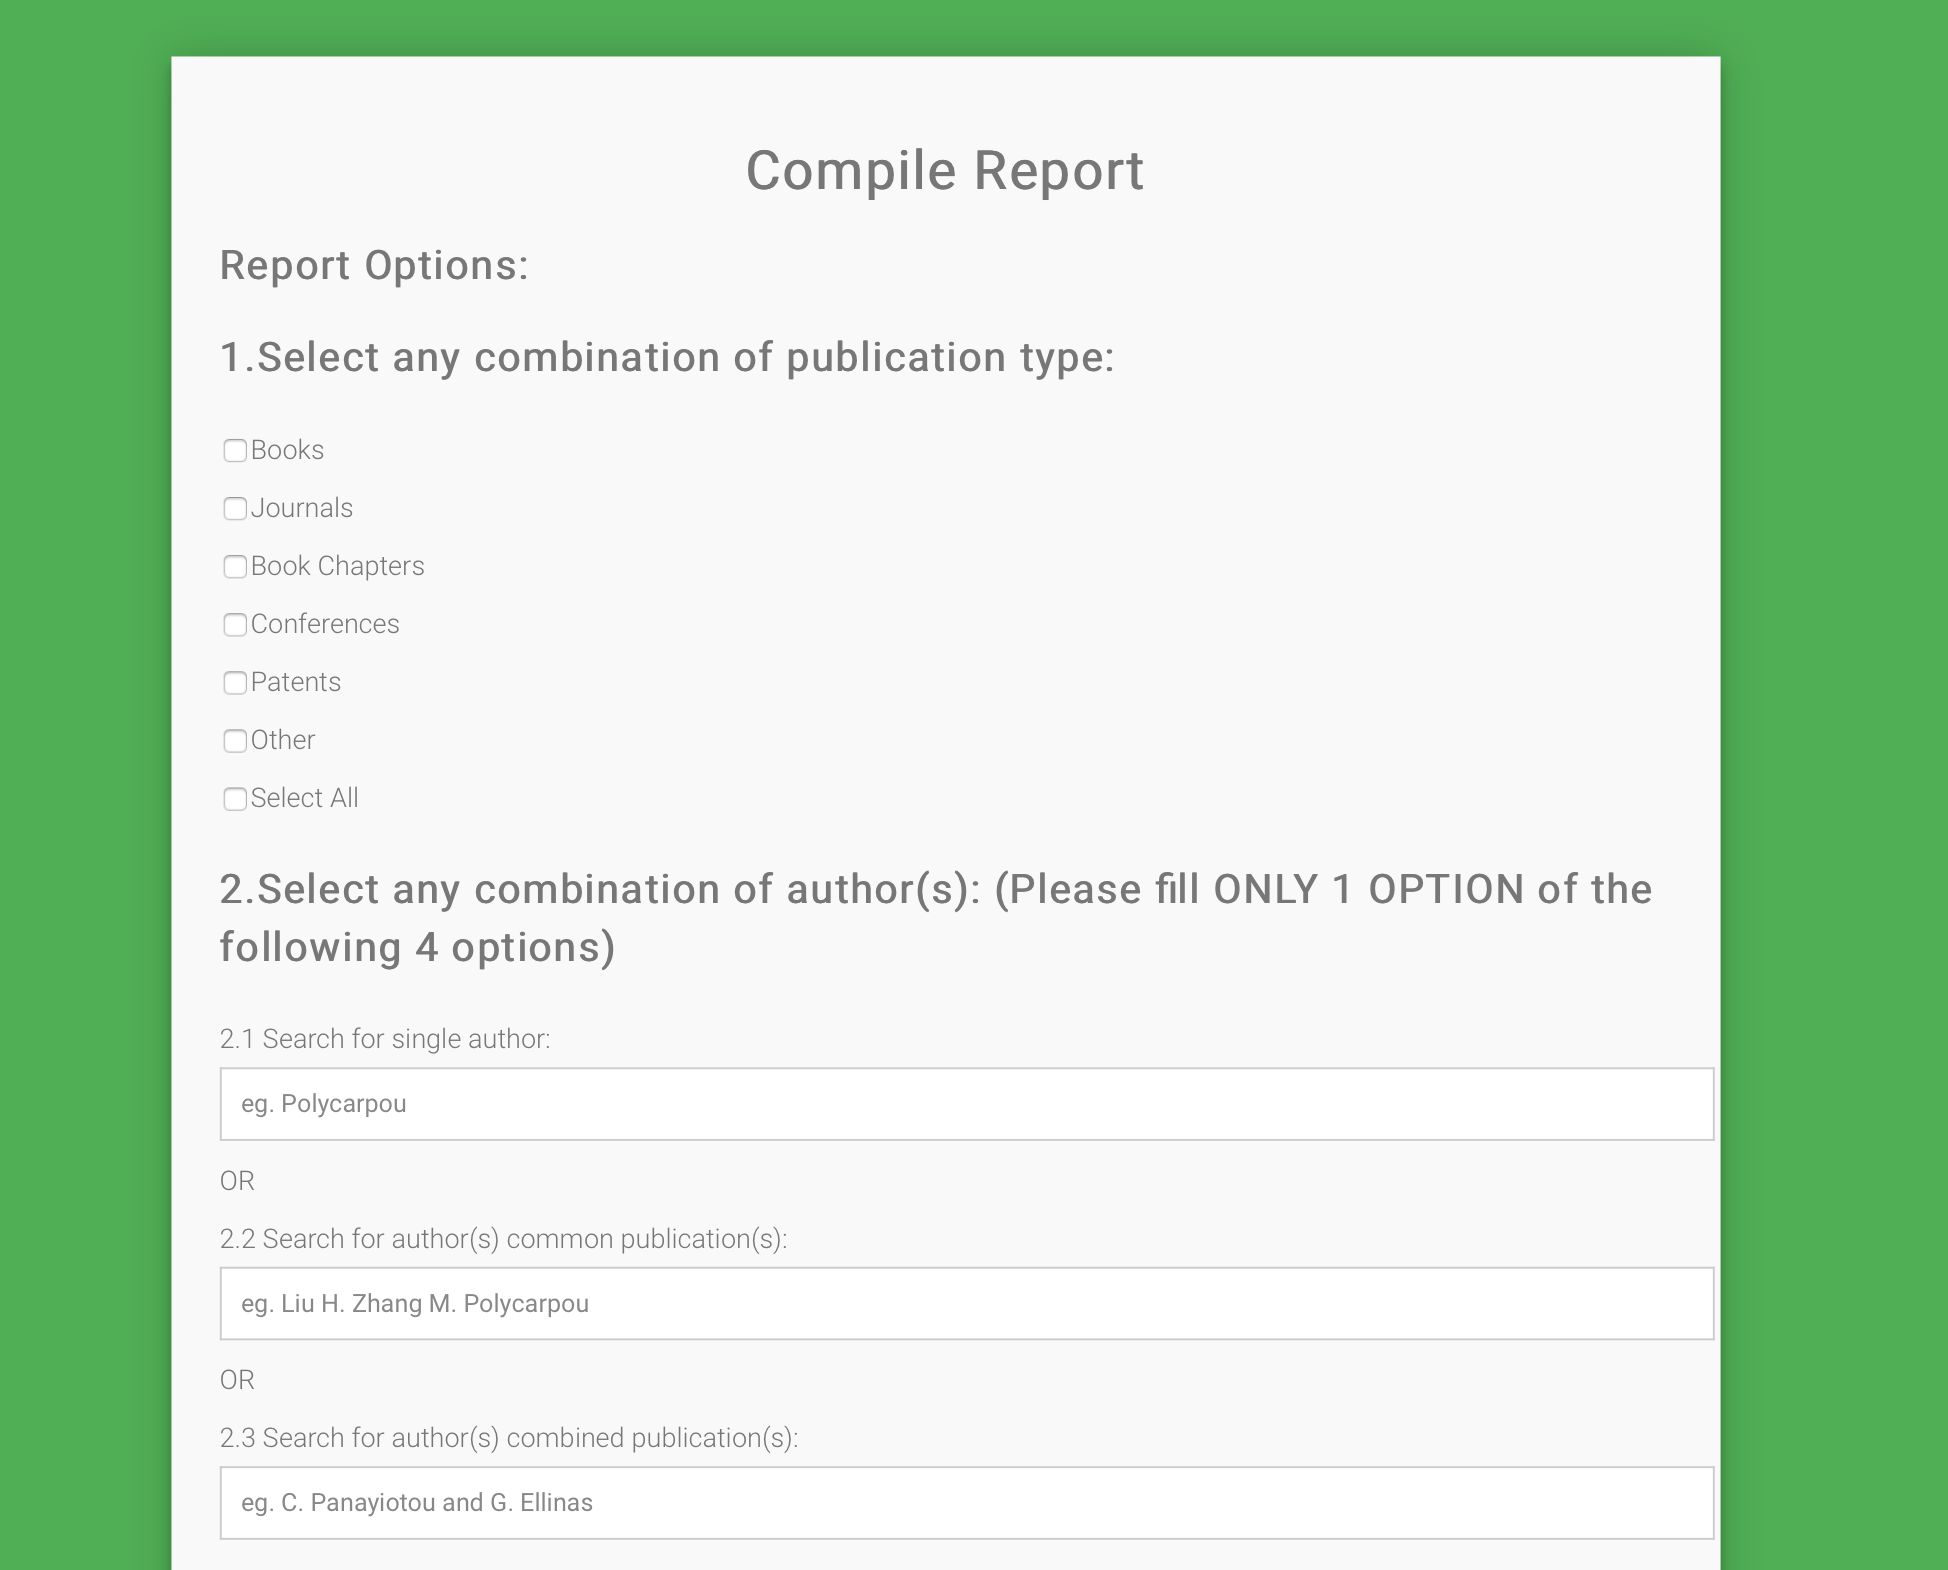 Compile Report
Report Options:
1.Select any combination of publication type:
Books
Journals
Book Chapters
Conferences
Patents
Other
Select All
2.Select any combination of author(s): (Please fill ONLY 1 OPTION of the
following 4 options)
2.1 Search for single author:
eg. Polycarpou
OR
2.2 Search for author(s) common publication(s):
eg. Liu H. Zhang M. Polycarpou
OR
2.3 Search for author(s) combined publication(s):
eg. C. Panayiotou and G. Ellinas